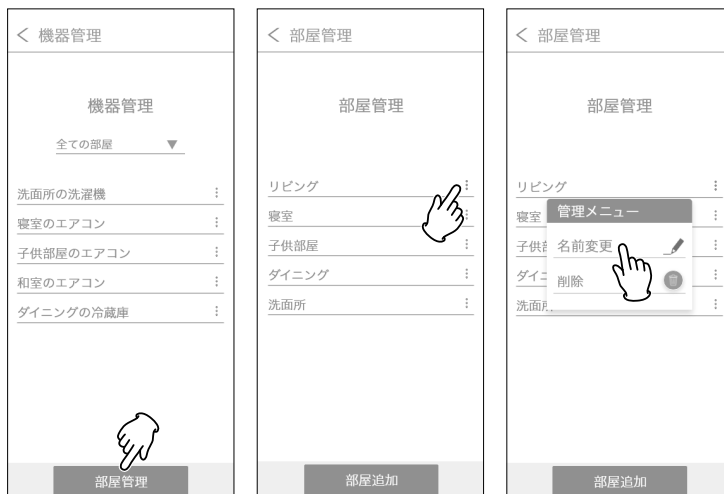 機器管理
機器管理
全ての部屋 ▼
洗面所の洗濯機
寝室のエアコン
子供部屋のエアコン
和室のエアコン
ダイニングの冷蔵庫
部屋管理
部屋管理
部屋管理
リビング
寝室
子供部屋
ダイニング
洗面所
部屋追加
部屋管理
部屋管理
リビング
寝室
管理メニュー
子供
名前変更
ダイ
削除
洗面
部屋追加